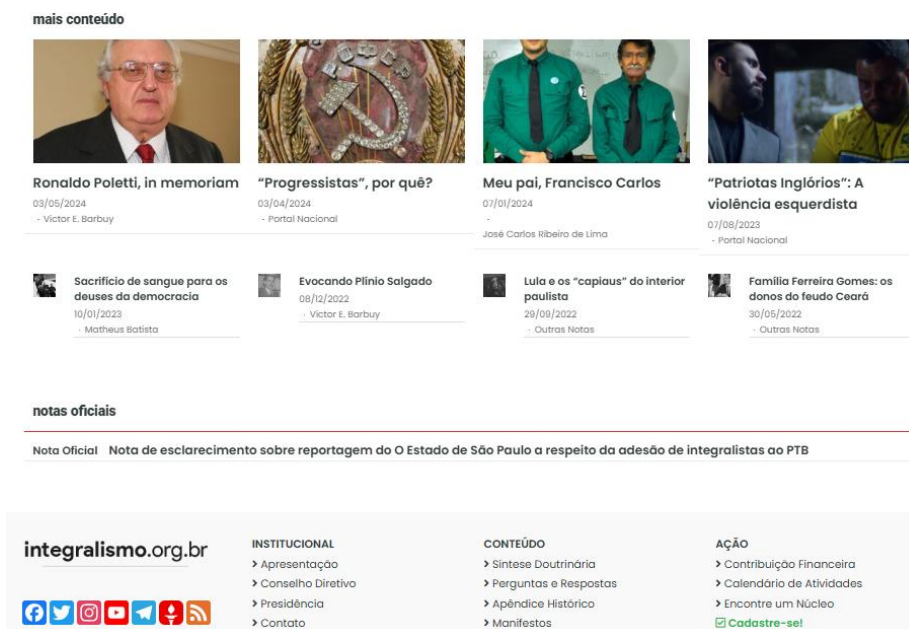 mais conteúdo
Ronaldo Poletti, in memoriam
03/05/2024
- Victor E. Barbuy
“Progressistas”, por quê?
03/04/2024
- Portal Nacional
Meu pai, Francisco Carlos
07/01/2024
-
José Carlos Ribeiro de Lima
“Patriotas Inglórios”: A
violência esquerdista
07/08/2023
- Portal Nacional
Sacrifício de sangue para os
deuses da democracia
10/01/2023
- Matheus Batista
Evocando Plínio Salgado
08/12/2022
- Victor E. Barbuy
Lula e os “capiaus” do interior
paulista
29/09/2022
- Outras Notas
Família Ferreira Gomes: os
donos do feudo Ceará
30/05/2022
- Outras Notas
notas oficiais
Nota Oficial Nota de esclarecimento sobre reportagem do O Estado de São Paulo a respeito da adesão de integralistas ao PTB
integralismo.org.br
INSTITUCIONAL
> Apresentação
> Conselho Diretivo
> Presidência
> Contato
CONTEÚDO
> Síntese Doutrinária
> Perguntas e Respostas
> Apêndice Histórico
> Manifestos
AÇÃO
> Contribuição Financeira
> Calendário de Atividades
> Encontre um Núcleo
Cadastre-se!